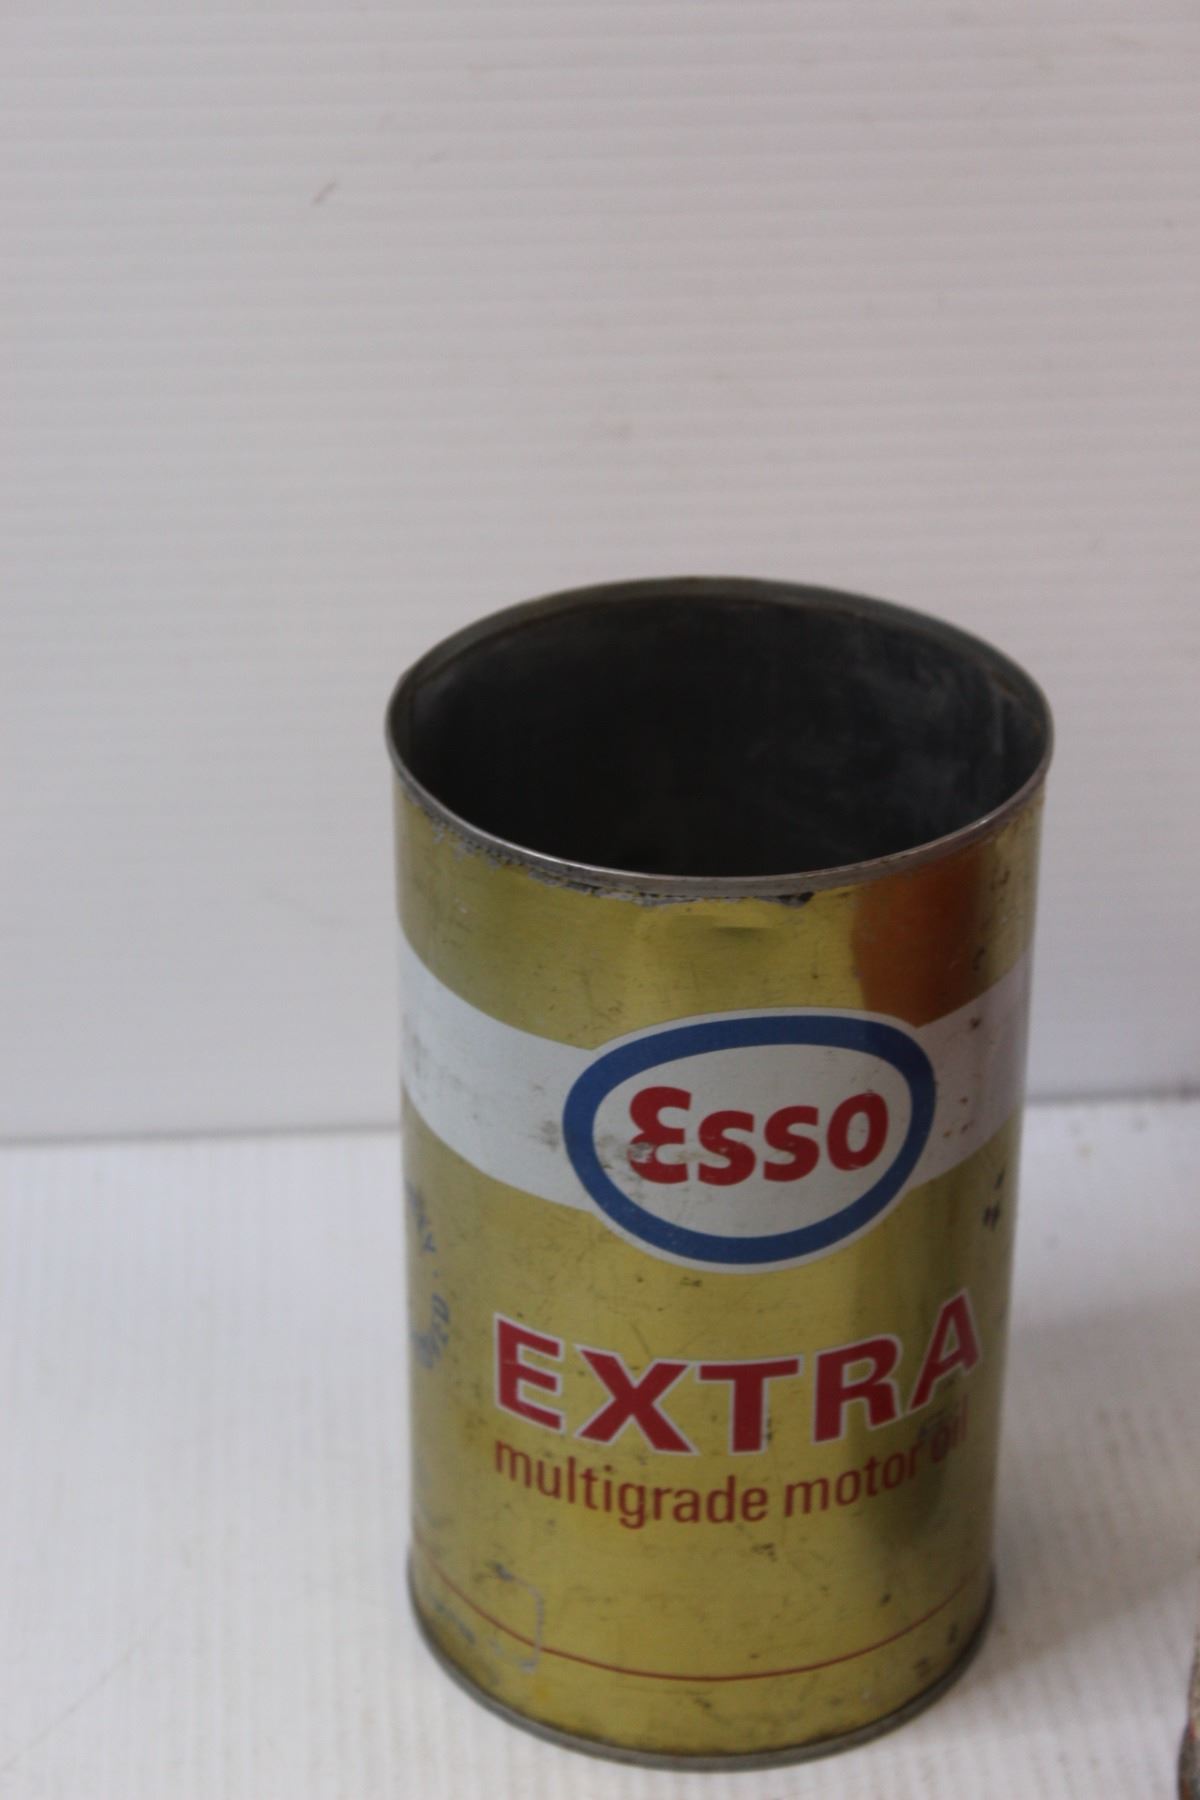 Esso
EXTRA
multigrade motor oil